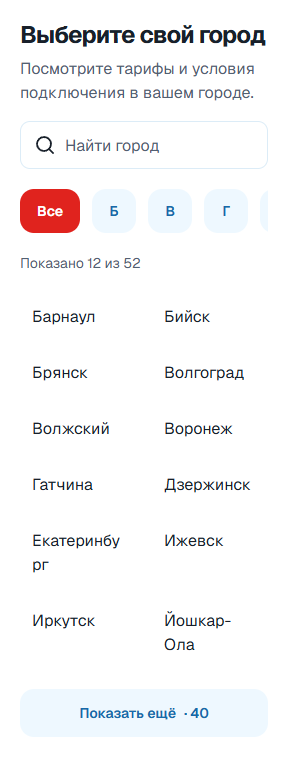 Выберите свой город
Посмотрите тарифы и условия
подключения в вашем городе.
Найти город
Все Б В Г
Показано 12 из 52
Барнаул Бийск
Брянск Волгоград
Волжский Воронеж
Гатчина Дзержинск
Екатеринбу Ижевск
рг
Иркутск Йошкар-
Ола
Показать ещё · 40